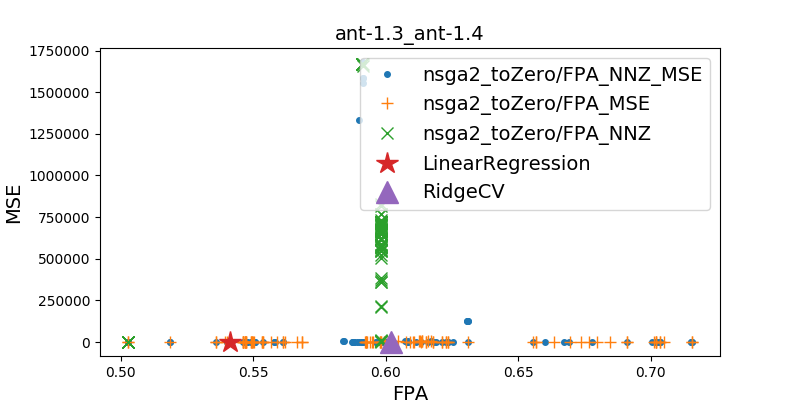 ant-1.3_ant-1.4
MSE
1750000
1500000
1250000
1000000
750000
500000
250000
0
nsga2_toZero/FPA_NNZ_MSE
nsga2_toZero/FPA_MSE
nsga2_toZero/FPA_NNZ
LinearRegression
RidgeCV
0.50 0.55 0.60 0.65 0.70
FPA